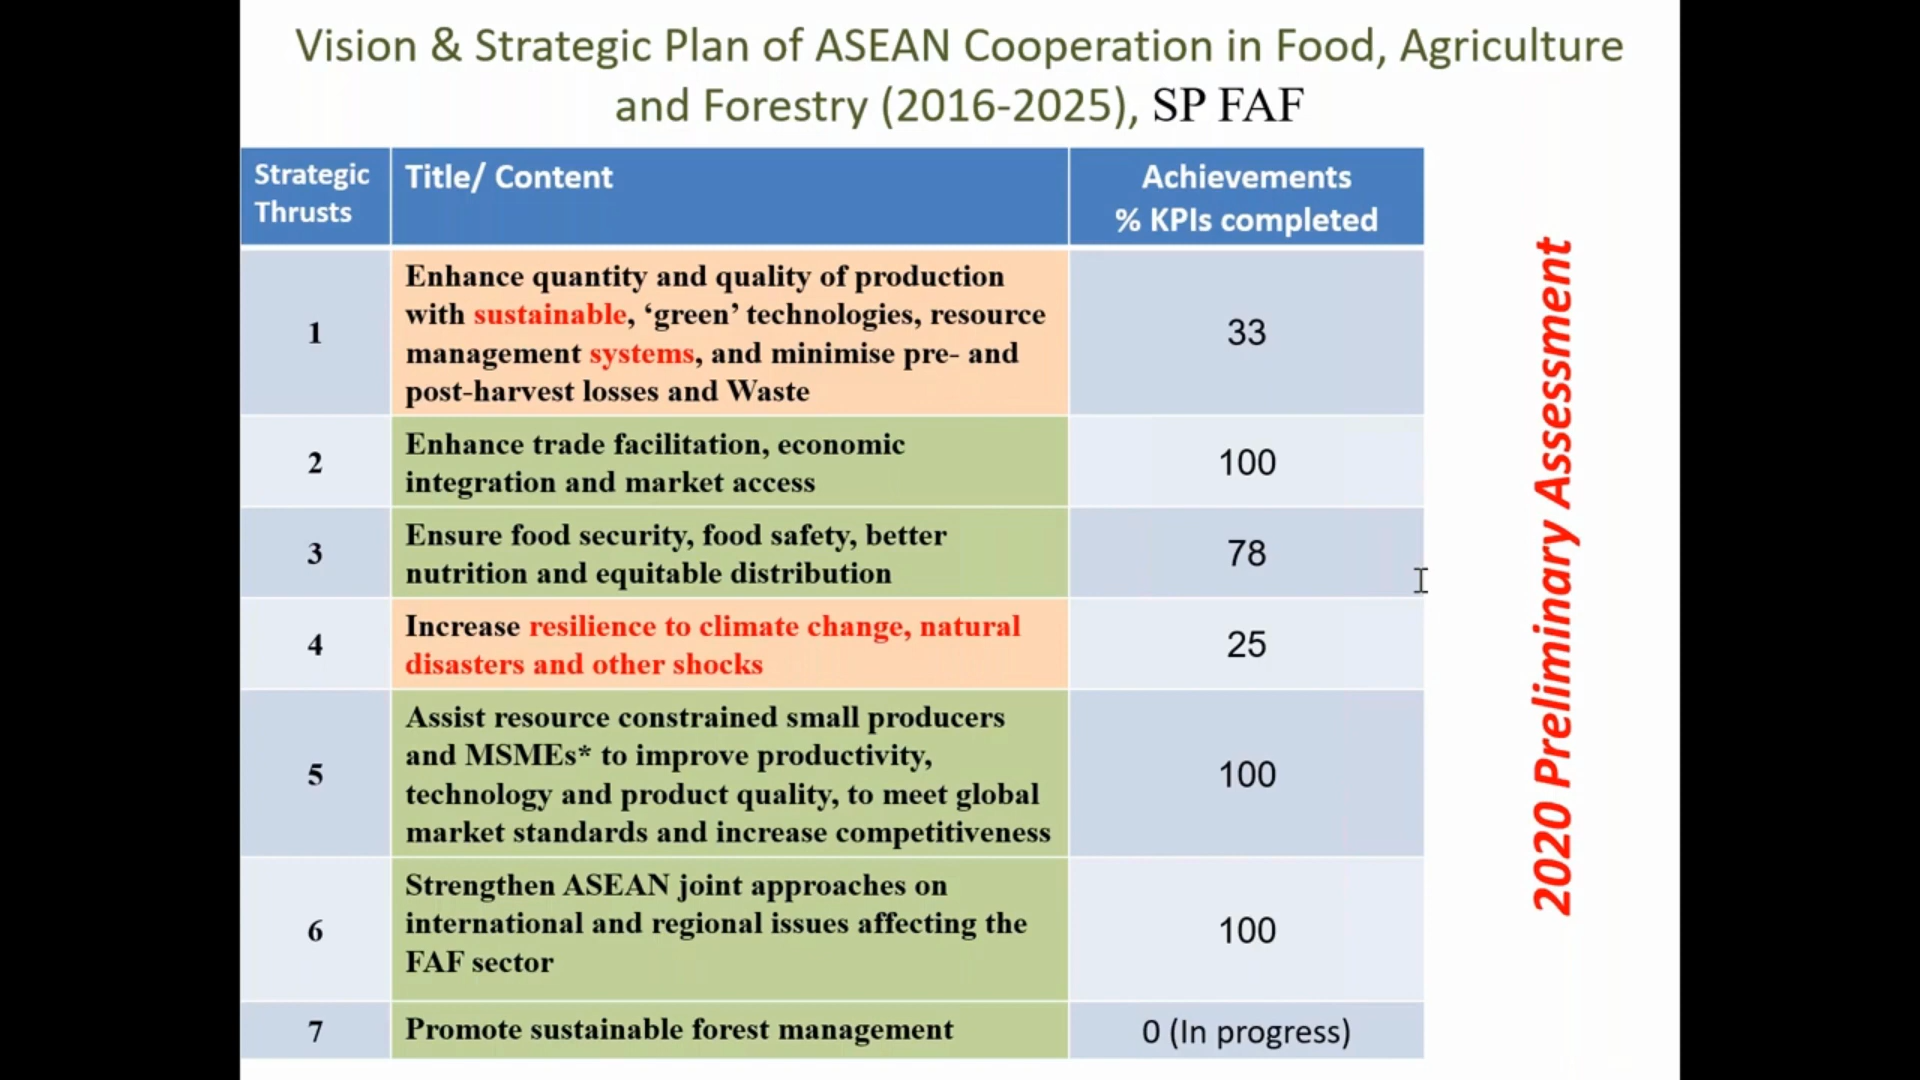 Vision & Strategic Plan of ASEAN Cooperation in Food, Agriculture
and Forestry (2016-2025), SP FAF
Strategic
Thrusts
Title/ Content
Achievements
% KPIs completed
1
Enhance quantity and quality of production
with sustainable, ‘green’ technologies, resource
management systems, and minimise pre- and
post-harvest losses and Waste
33
2
Enhance trade facilitation, economic
integration and market access
100
3
Ensure food security, food safety, better
nutrition and equitable distribution
78
4
Increase resilience to climate change, natural
disasters and other shocks
25
5
Assist resource constrained small producers
and MSMEs* to improve productivity,
technology and product quality, to meet global
market standards and increase competitiveness
100
6
Strengthen ASEAN joint approaches on
international and regional issues affecting the
FAF sector
100
7
Promote sustainable forest management
0 (In progress)
2020 Preliminary Assessment